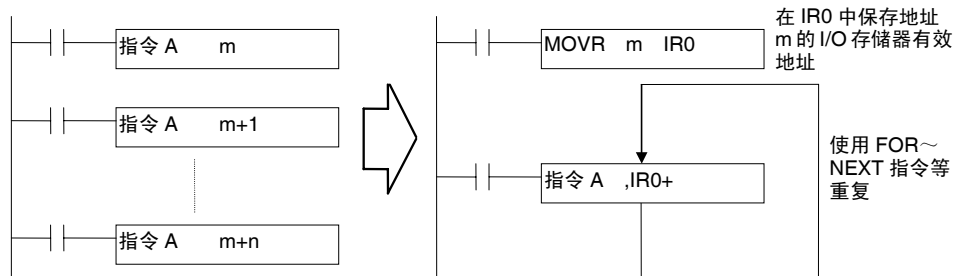 指令 A m
指令 A m+1
指令 A m+n
MOVR m IR0
在 IR0 中保存地址
m 的 I/O 存储器有效
地址
指令 A ,IR0+
使用 FOR～
NEXT 指令等
重复